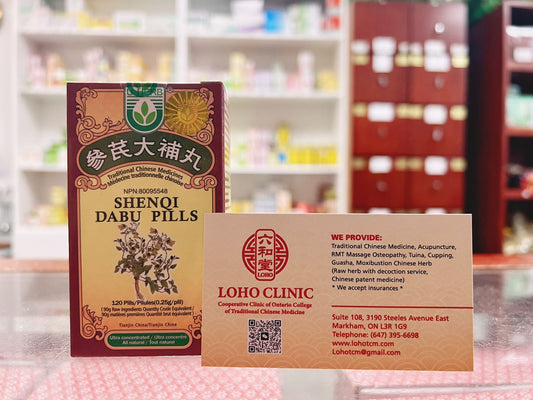 HERB
參芪大補丸
Traditional Chinese Medicines
Médecine traditionnelle chinoise
NPN:80095548
SHENQI
DABU PILLS
120 Pills/Pilules(0.25g/pill)
Tianjin China/Tianjin Chine
Ultra concentrated / Ultra concentré
All natural / Tout naturel
六和堂
LOHO
LOHO CLINIC
Cooperative Clinic of Ontario College
of Traditional Chinese Medicine
WE PROVIDE:
Traditional Chinese Medicine, Acupuncture,
RMT Massage Osteopathy, Tuina, Cupping,
Guasha, Moxibustion Chinese Herb
(Raw herb with decoction service,
Chinese patent medicine)
* We accept insurances *
Suite 108, 3190 Steeles Avenue East
Markham, ON L3R 1G9
Telephone: (647) 395-6698
www.lohotcm.com
Lohotcm@gmail.com